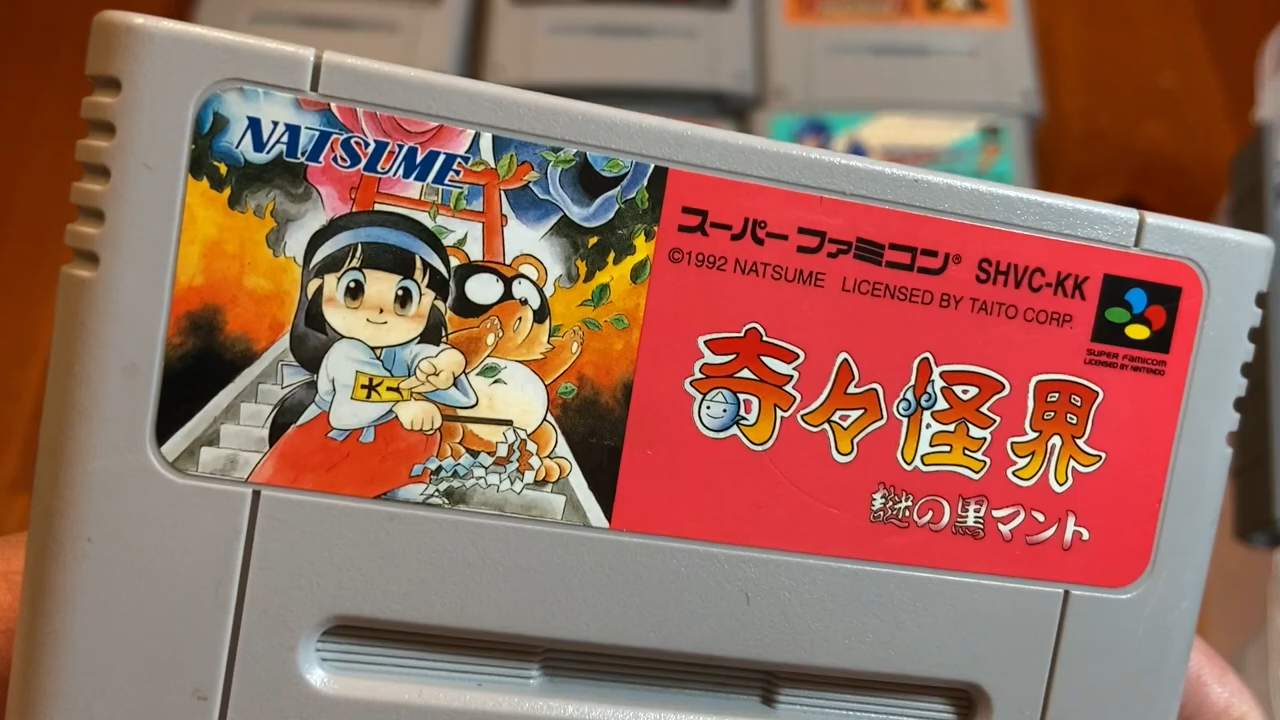 NATSUME
スーパーファミコン® SHVC-KK
©1992 NATSUME LICENSED BY TAITO CORP.
SUPER FAMICOM
LICENSED BY NINTENDO
奇々怪界
謎の黒マント